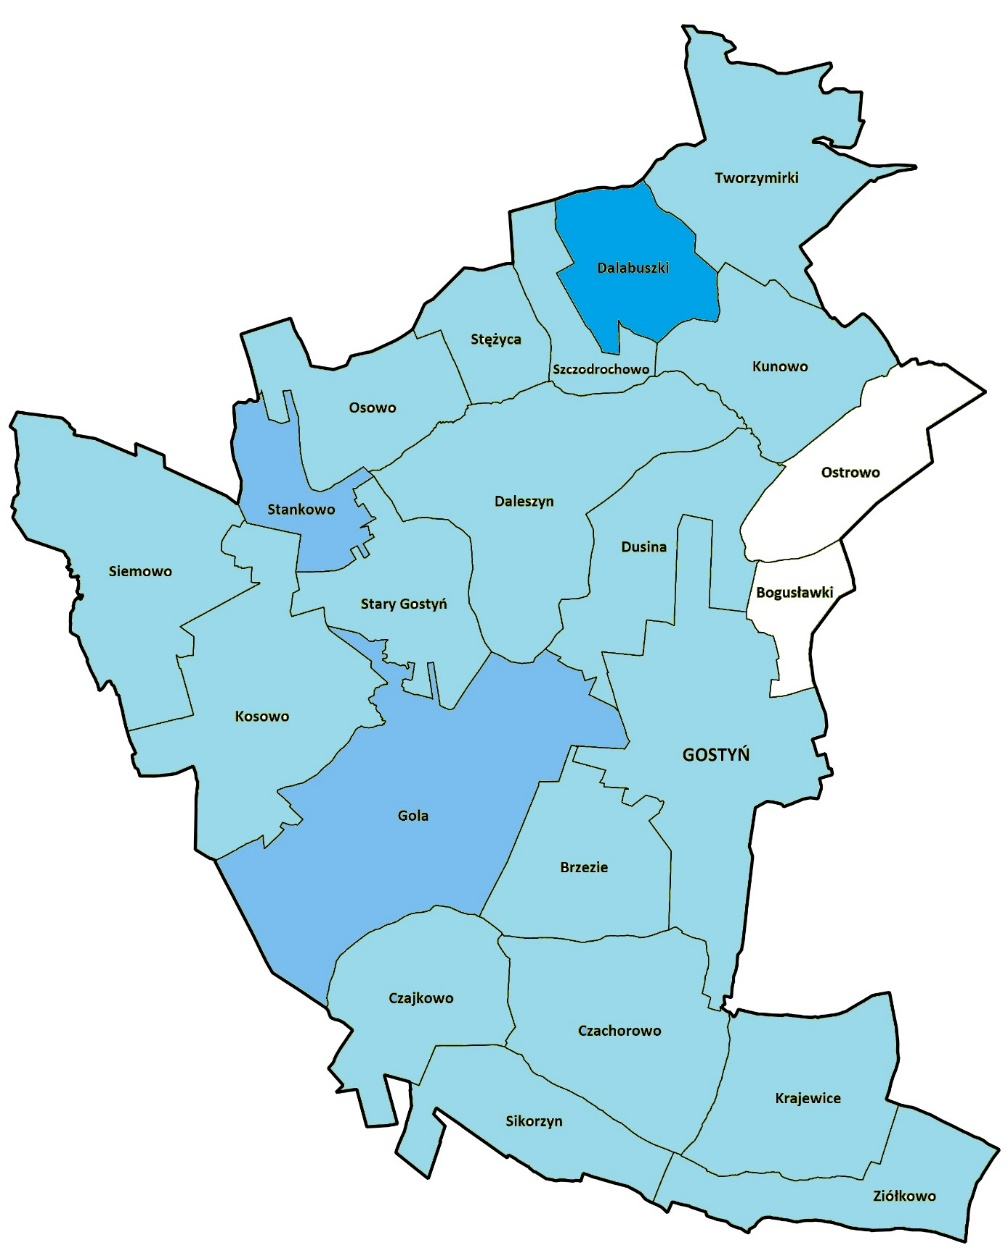 Tworzymirki
Dalabuszki
Stężyca
Szczodrochowo
Kunowo
Osowo
Ostrowo
Stankowo
Daleszyn
Dusina
Siemowo
Bogusławki
Stary Gostyń
Kosowo
GOSTYŃ
Gola
Brzezie
Czajkowo
Czachorowo
Krajewice
Sikorzyn
Ziółkowo